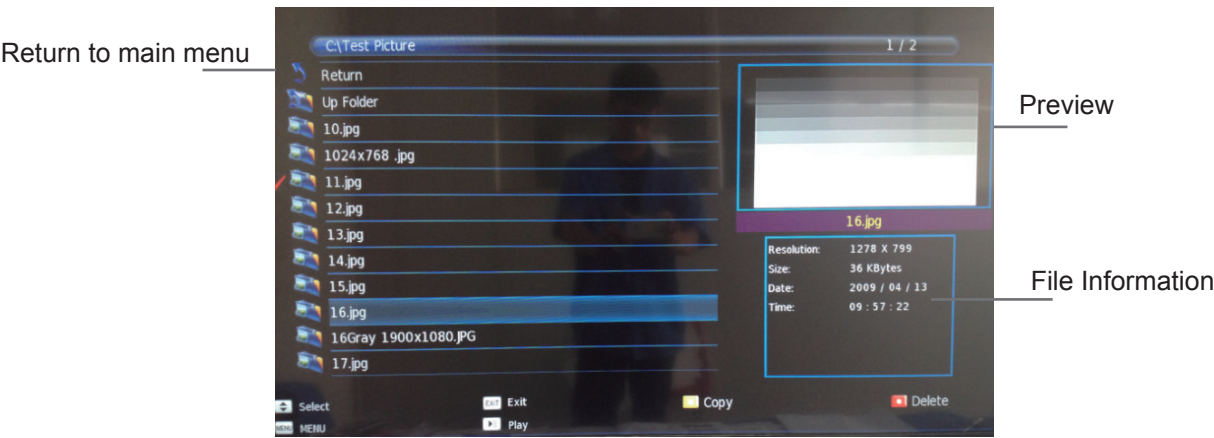 Return to main menu
C:\Test Picture 1 / 2
Return
Up Folder
10.jpg
1024x768 .jpg
11.jpg
12.jpg
13.jpg
14.jpg
15.jpg
16.jpg
16Gray 1900x1080.JPG
17.jpg
Preview
16.jpg
Resolution: 1278 X 799
Size: 36 KBytes
Date: 2009 / 04 / 13
Time: 09 : 57 : 22
File Information
Select EXIT Exit Copy Delete
MENU MENU Play